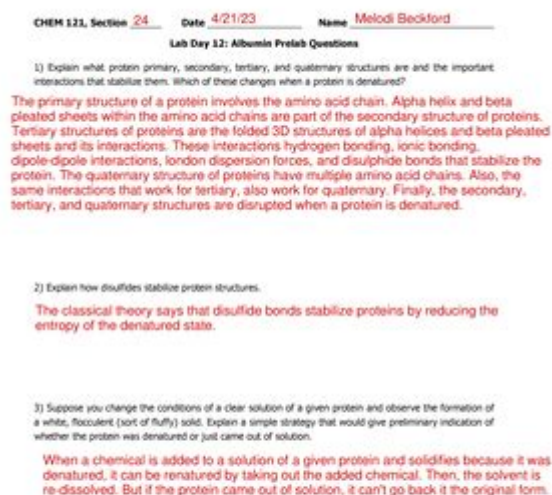 CHEM 121, Section 24 Date 4/21/23 Name Melodi Beckford
Lab Day 12: Albumin Prelab Questions
1) Explain what protein primary, secondary, tertiary, and quaternary structures are and the important
interactions that stabilize them. Which of these changes when a protein is denatured?
The primary structure of a protein involves the amino acid chain. Alpha helix and beta
pleated sheets within the amino acid chains are part of the secondary structure of proteins.
Tertiary structures of proteins are the folded 3D structures of alpha helices and beta pleated
sheets and its interactions. These interactions hydrogen bonding, ionic bonding,
dipole-dipole interactions, london dispersion forces, and disulphide bonds that stabilize the
protein. The quaternary structure of proteins have multiple amino acid chains. Also, the
same interactions that work for tertiary, also work for quaternary. Finally, the secondary,
tertiary, and quaternary structures are disrupted when a protein is denatured.
2) Explain how disulfides stabilize protein structures.
The classical theory says that disulfide bonds stabilize proteins by reducing the
entropy of the denatured state.
3) Suppose you change the conditions of a clear solution of a given protein and observe the formation of
a white, flocculent (sort of fluffy) solid. Explain a simple strategy that would give preliminary indication of
whether the protein was denatured or just came out of solution.
When a chemical is added to a solution of a given protein and solidifies because it was
denatured, it can be renatured by taking out the added chemical. Then, the solvent is
re-dissolved. But if the protein came out of solution, it can't go back it the original form